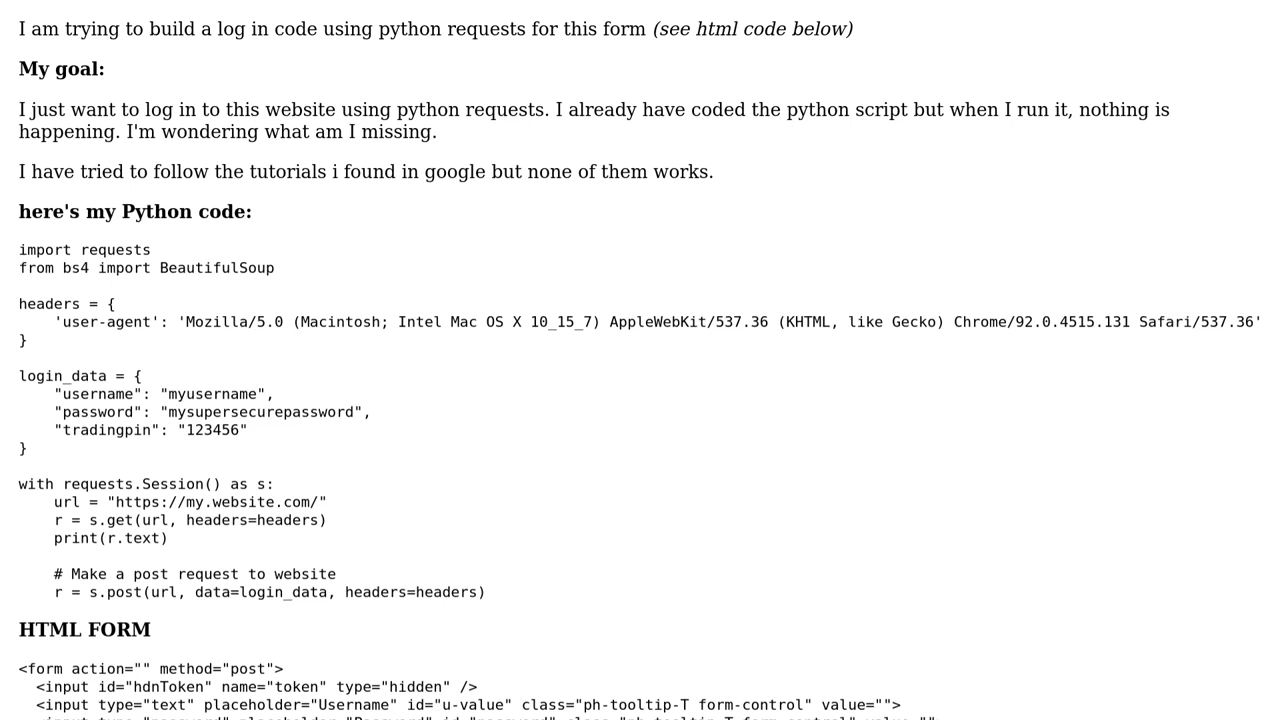 I am trying to build a log in code using python requests for this form (see html code below)
My goal:
I just want to log in to this website using python requests. I already have coded the python script but when I run it, nothing is
happening. I'm wondering what am I missing.
I have tried to follow the tutorials i found in google but none of them works.
here's my Python code:
import requests
from bs4 import BeautifulSoup
headers = {
    'user-agent': 'Mozilla/5.0 (Macintosh; Intel Mac OS X 10_15_7) AppleWebKit/537.36 (KHTML, like Gecko) Chrome/92.0.4515.131 Safari/537.36'
}
login_data = {
    "username": "myusername",
    "password": "mysupersecurepassword",
    "tradingpin": "123456"
}
with requests.Session() as s:
    url = "https://my.website.com/"
    r = s.get(url, headers=headers)
    print(r.text)
    # Make a post request to website
    r = s.post(url, data=login_data, headers=headers)
HTML FORM
<form action="" method="post">
  <input id="hdnToken" name="token" type="hidden" />
  <input type="text" placeholder="Username" id="u-value" class="ph-tooltip-T form-control" value="">